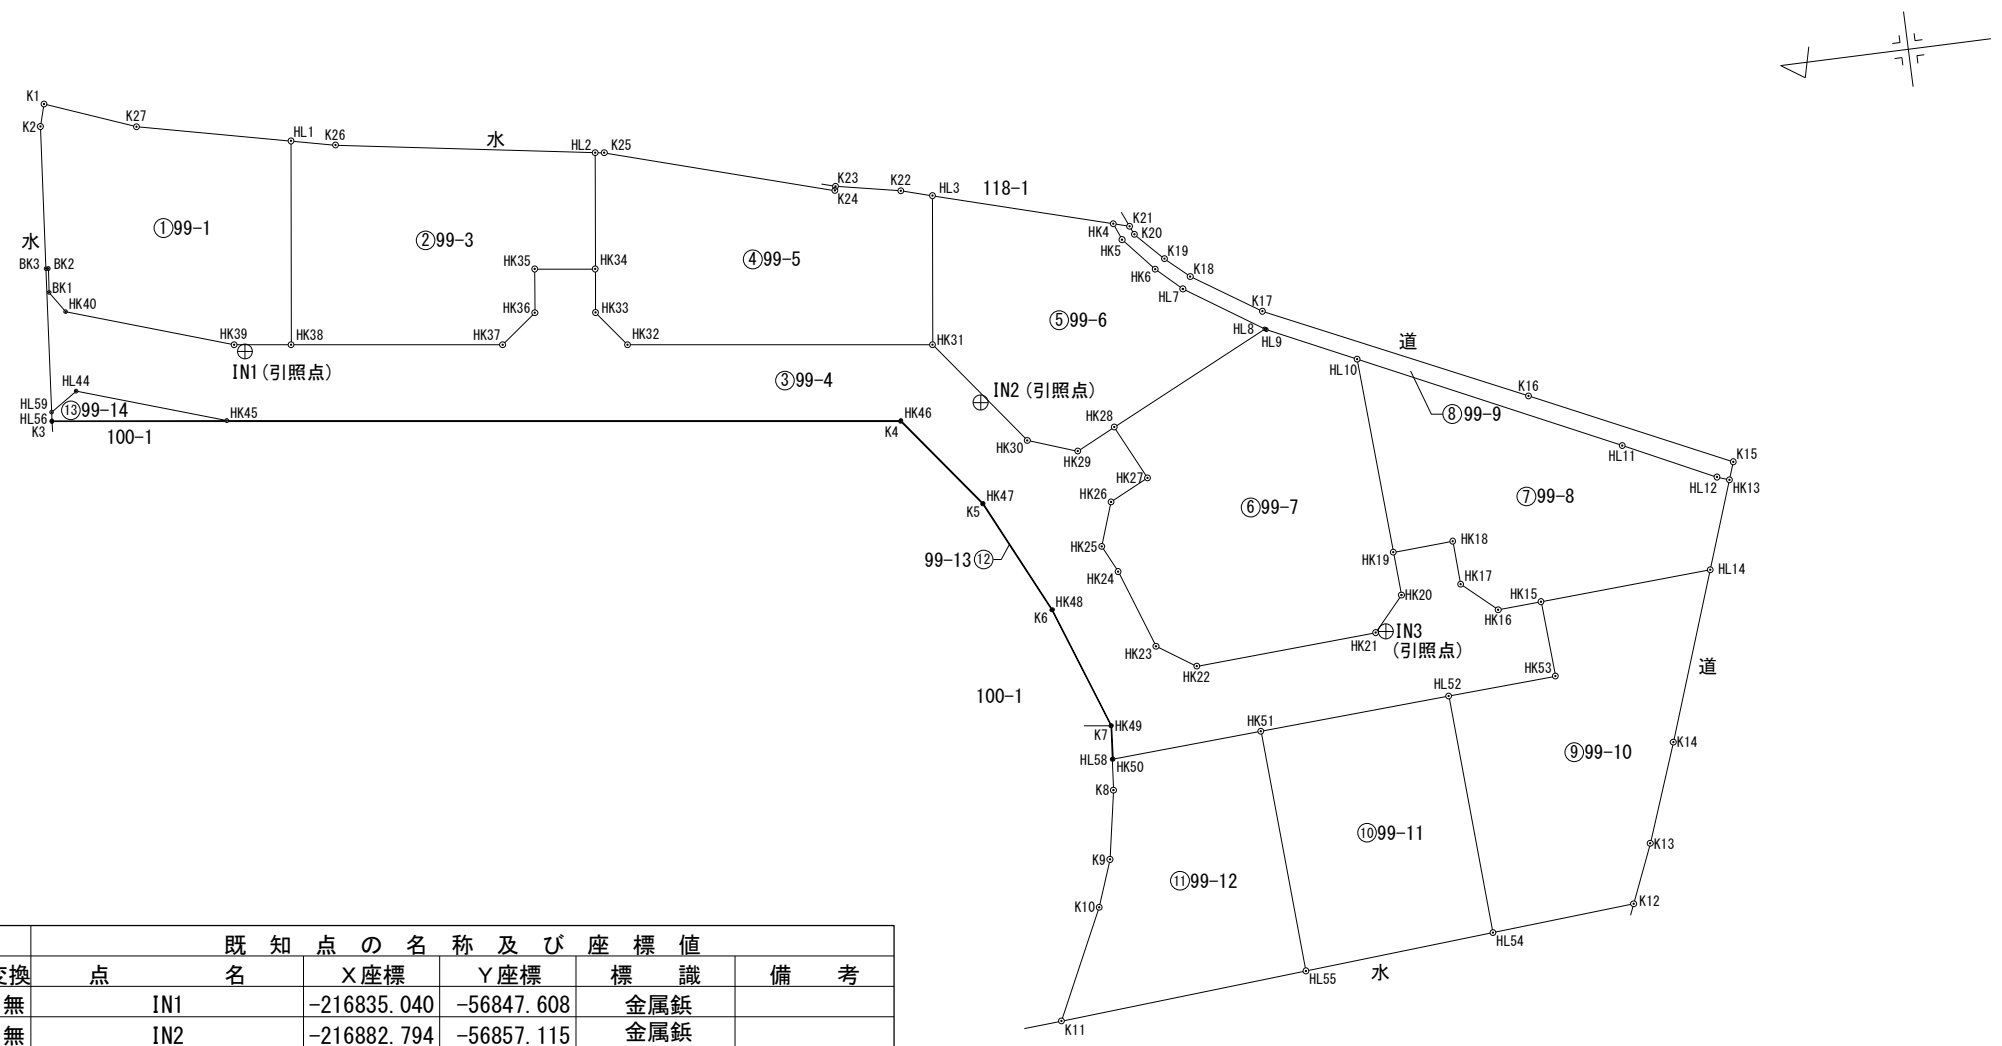 K1
K27
K2
HL1
K26
水
HL2
K25
K23
K24
K22
HL3
118-1
K21
HK4
K20
HK5
K19
HK6
K18
HL7
K17
①99-1
②99-3
④99-5
⑤99-6
水
BK3
BK2
BK1
HK40
HK35
HK34
HK36
HK33
HK39
HK38
HK37
HK32
HK31
HL8
HL9
道
HL10
IN1(引照点)
③99-4
IN2(引照点)
K16
⑧99-9
HL44
HL59
⑬99-14
HL56
K3
HK45
100-1
HK46
K4
HK28
HK30
HK29
HL11
K15
HK27
HL12
HK13
HK47
K5
HK26
⑥99-7
⑦99-8
HK25
HK18
HK19
99-13⑫
HK24
HK17
HL14
HK20
HK15
HK16
HK48
K6
IN3
(引照点)
HK21
HK23
HK22
HK53
道
100-1
HL52
HK49
K7
HK51
K14
HL58
HK50
⑨99-10
K8
⑩99-11
K13
K9
⑪99-12
K10
K12
HL54
HL55
水
K11
既知点の名称及び座標値
変換 点名 X座標 Y座標 標識 備考
無 IN1 -216835.040 -56847.608 金属鋲
無 IN2 -216882.794 -56857.115 金属鋲